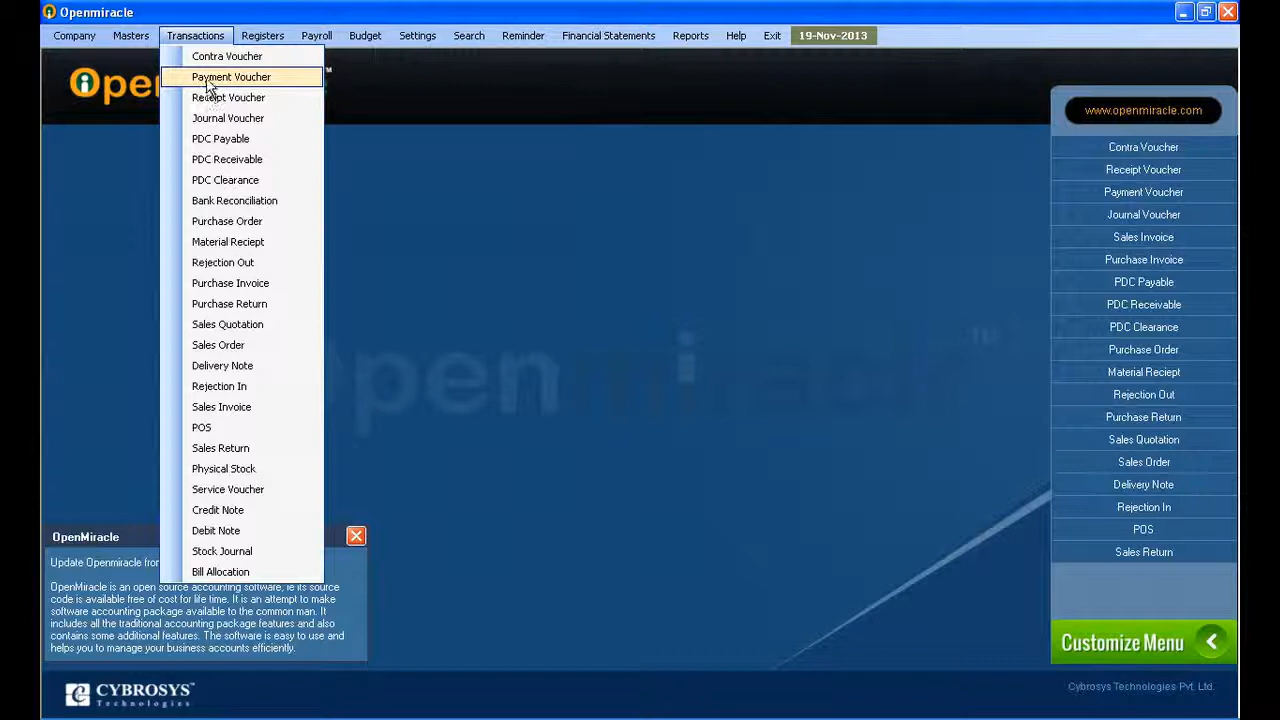 Openmiracle
Company Masters Transactions Registers Payroll Budget Settings Search Reminder Financial Statements Reports Help Exit 19-Nov-2013
Contra Voucher
Payment Voucher
Receipt Voucher
Journal Voucher
PDC Payable
PDC Receivable
PDC Clearance
Bank Reconciliation
Purchase Order
Material Reciept
Rejection Out
Purchase Invoice
Purchase Return
Sales Quotation
Sales Order
Delivery Note
Rejection In
Sales Invoice
POS
Sales Return
Physical Stock
Service Voucher
Credit Note
Debit Note
Stock Journal
Bill Allocation
Ope
TM
pen
i
TM
www.openmiracle.com
Contra Voucher
Receipt Voucher
Payment Voucher
Journal Voucher
Sales Invoice
Purchase Invoice
PDC Payable
PDC Receivable
PDC Clearance
Purchase Order
Material Reciept
Rejection Out
Purchase Return
Sales Quotation
Sales Order
Delivery Note
Rejection In
POS
Sales Return
Customize Menu
OpenMiracle
Update Openmiracle from
OpenMiracle is an open source accounting software, ie its source
code is available free of cost for life time. It is an attempt to make
software accounting package available to the common man. It
includes all the traditional accounting package features and also
contains some additional features. The software is easy to use and
helps you to manage your business accounts efficiently.
CYBROSYS™
Technologies
Cybrosys Technologies Pvt. Ltd.